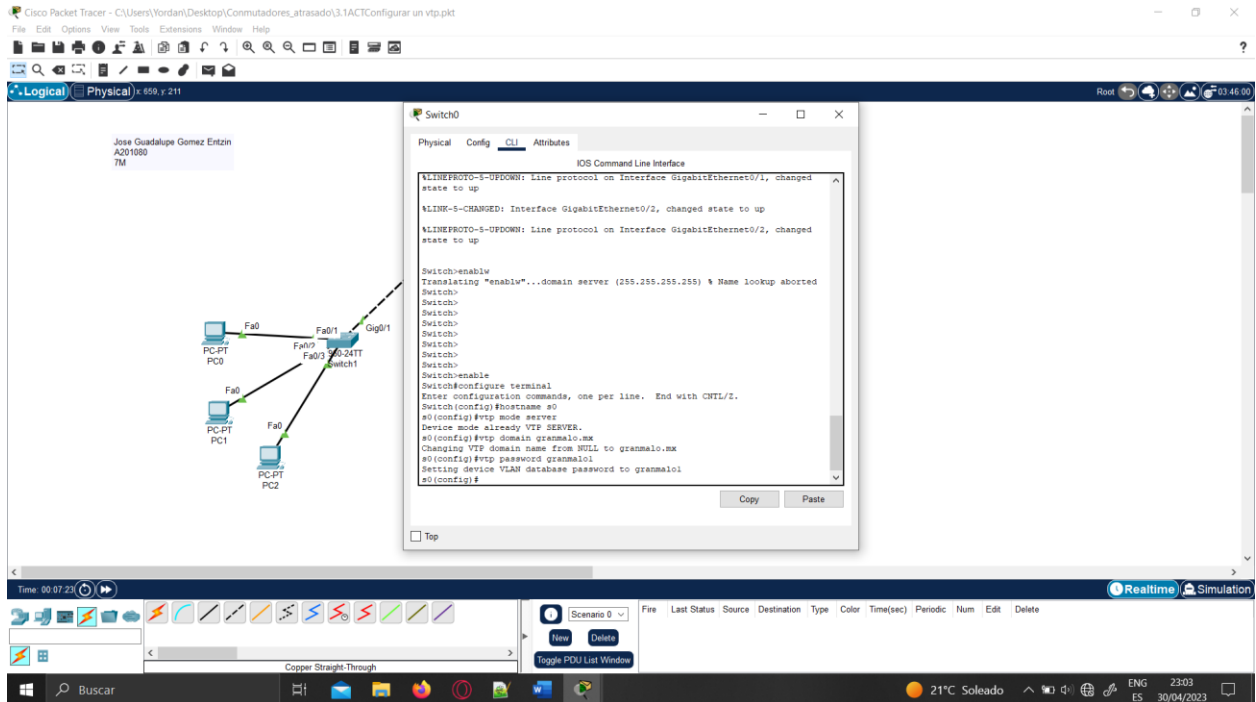 Cisco Packet Tracer - C:\Users\Yordan\Desktop\Conmutadores_atrasado\3.1ACTConfigurar un vtp.pkt
File Edit Options View Tools Extensions Window Help
?
Logical Physical x: 659, y: 211
Root 03:46:00
Jose Guadalupe Gomez Entzin
A201080
7M
Switch0
Physical Config CLI Attributes
IOS Command Line Interface
%LINEPROTO-5-UPDOWN: Line protocol on Interface GigabitEthernet0/1, changed
state to up
%LINK-5-CHANGED: Interface GigabitEthernet0/2, changed state to up
%LINEPROTO-5-UPDOWN: Line protocol on Interface GigabitEthernet0/2, changed
state to up
Switch>enablw
Translating "enablw"...domain server (255.255.255.255) % Name lookup aborted
Switch>
Switch>
Switch>
Switch>
Switch>
Switch>
Switch>
Switch>
Switch>enable
Switch#configure terminal
Enter configuration commands, one per line. End with CNTL/Z.
Switch(config)#hostname s0
s0(config)#vtp mode server
Device mode already VTP SERVER.
s0(config)#vtp domain granmalo.mx
Changing VTP domain name from NULL to granmalo.mx
s0(config)#vtp password granmalo1
Setting device VLAN database password to granmalo1
s0(config)#
Copy Paste
Top
Fa0
Fa0/1
Gig0/1
PC-PT
PC0
Fa0/2
Fa0/3
-24TT
Switch1
Fa0
PC-PT
PC1
Fa0
PC-PT
PC2
Time: 00:07:23
Realtime Simulation
Scenario 0
New Delete
Toggle PDU List Window
Fire Last Status Source Destination Type Color Time(sec) Periodic Num Edit Delete
Copper Straight-Through
Buscar
21°C Soleado
ENG
ES
23:03
30/04/2023